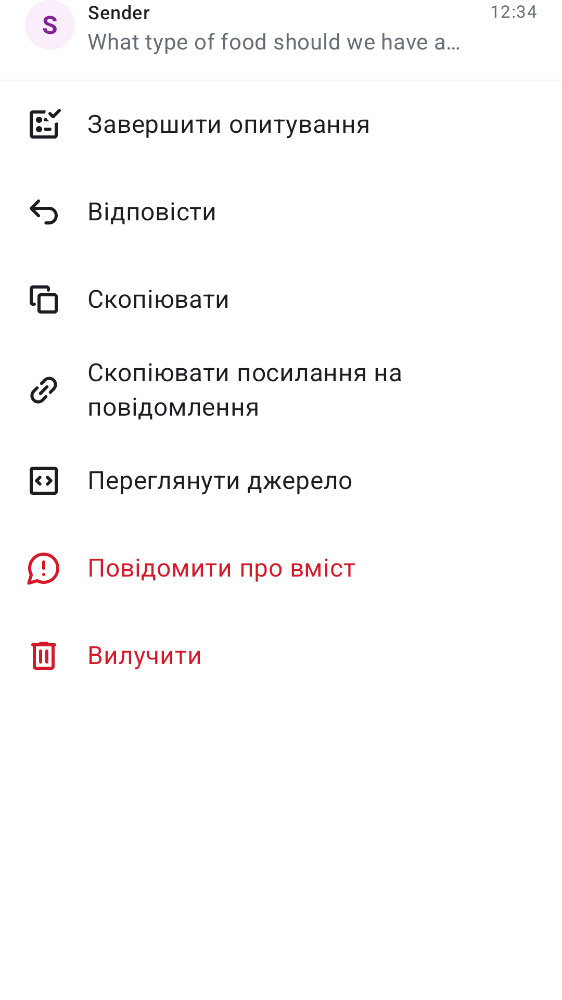 S
Sender
12:34
What type of food should we have a…
Завершити опитування
Відповісти
Скопіювати
Скопіювати посилання на
повідомлення
Переглянути джерело
Повідомити про вміст
Вилучити